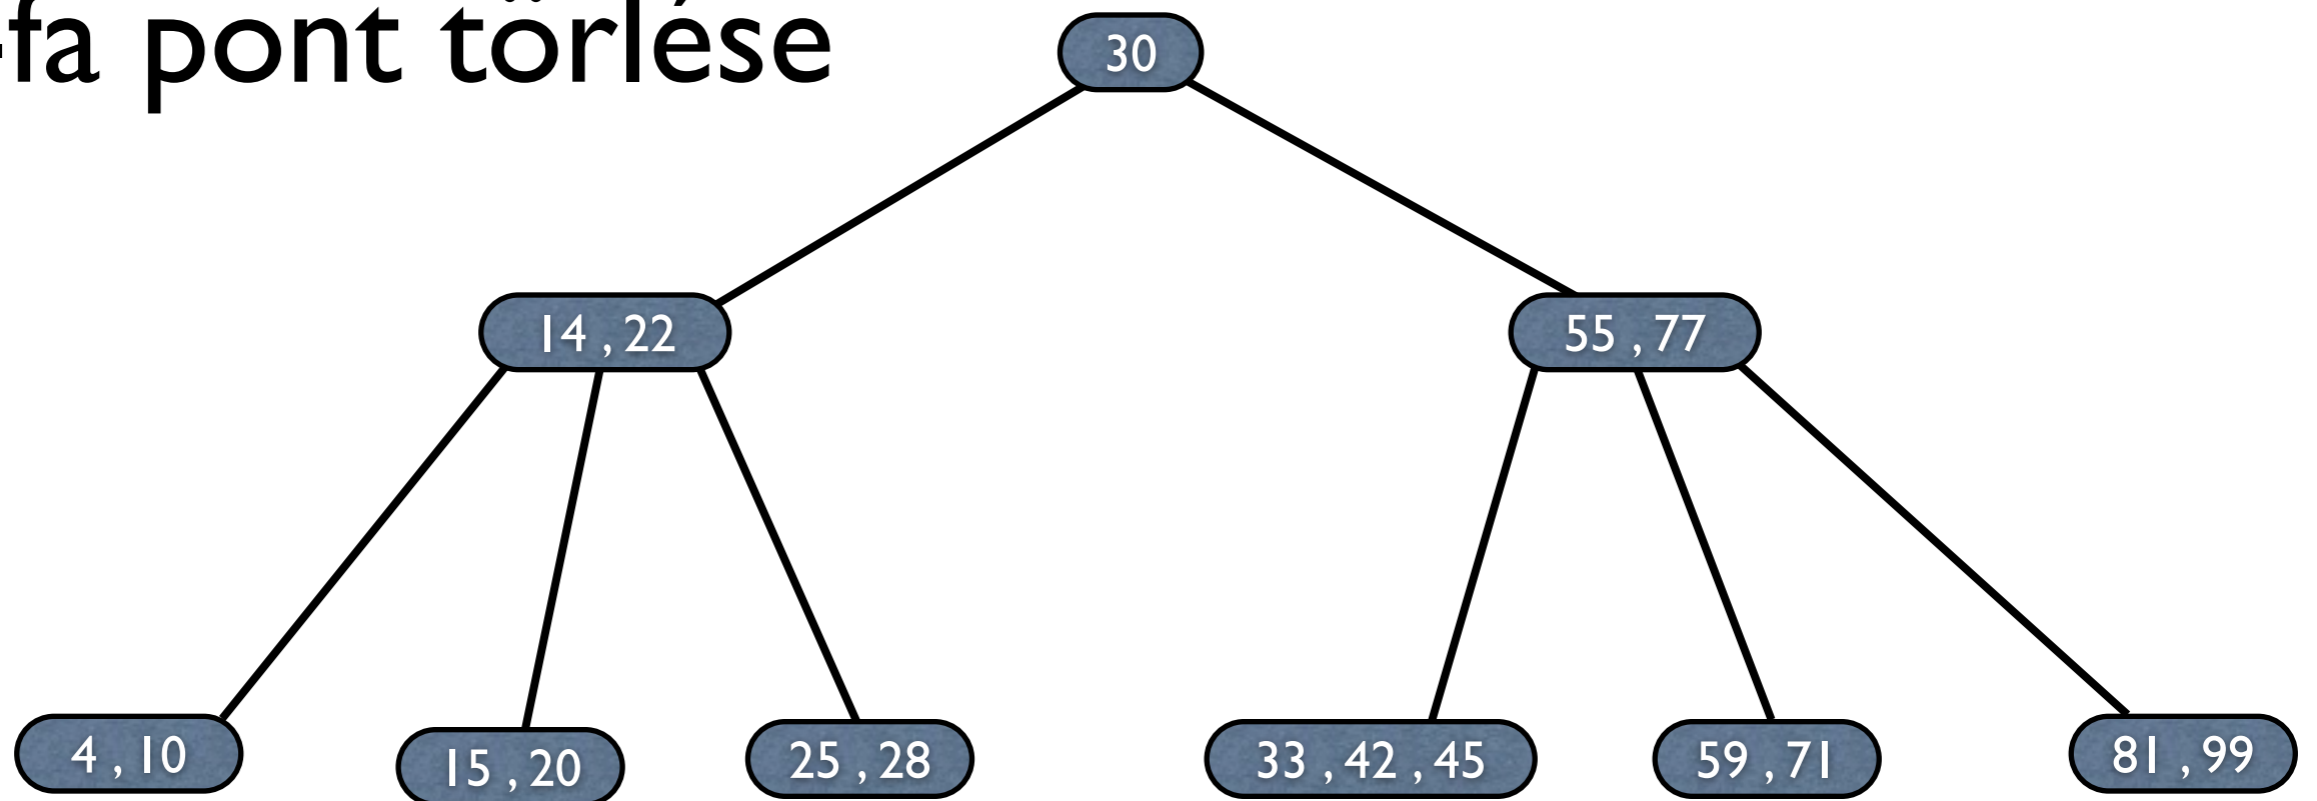 -fa pont törlése
30
14 , 22
55 , 77
4 , 10
15 , 20
25 , 28
33 , 42 , 45
59 , 71
81 , 99